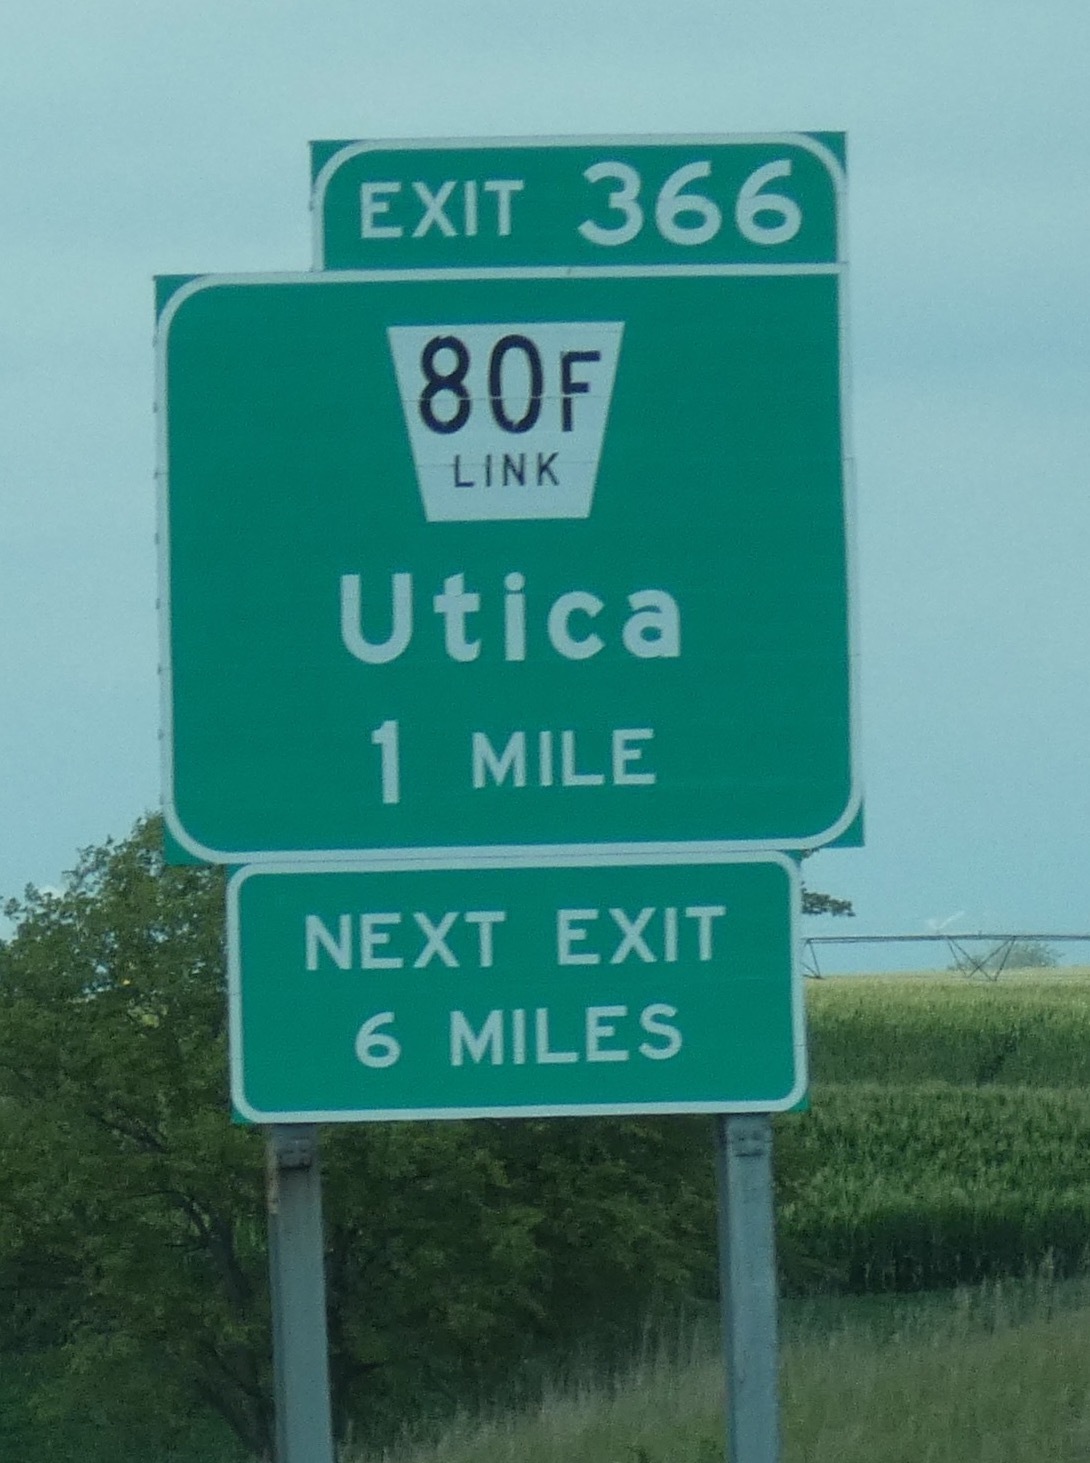 EXIT 366
80F
LINK
Utica
1 MILE
NEXT EXIT
6 MILES